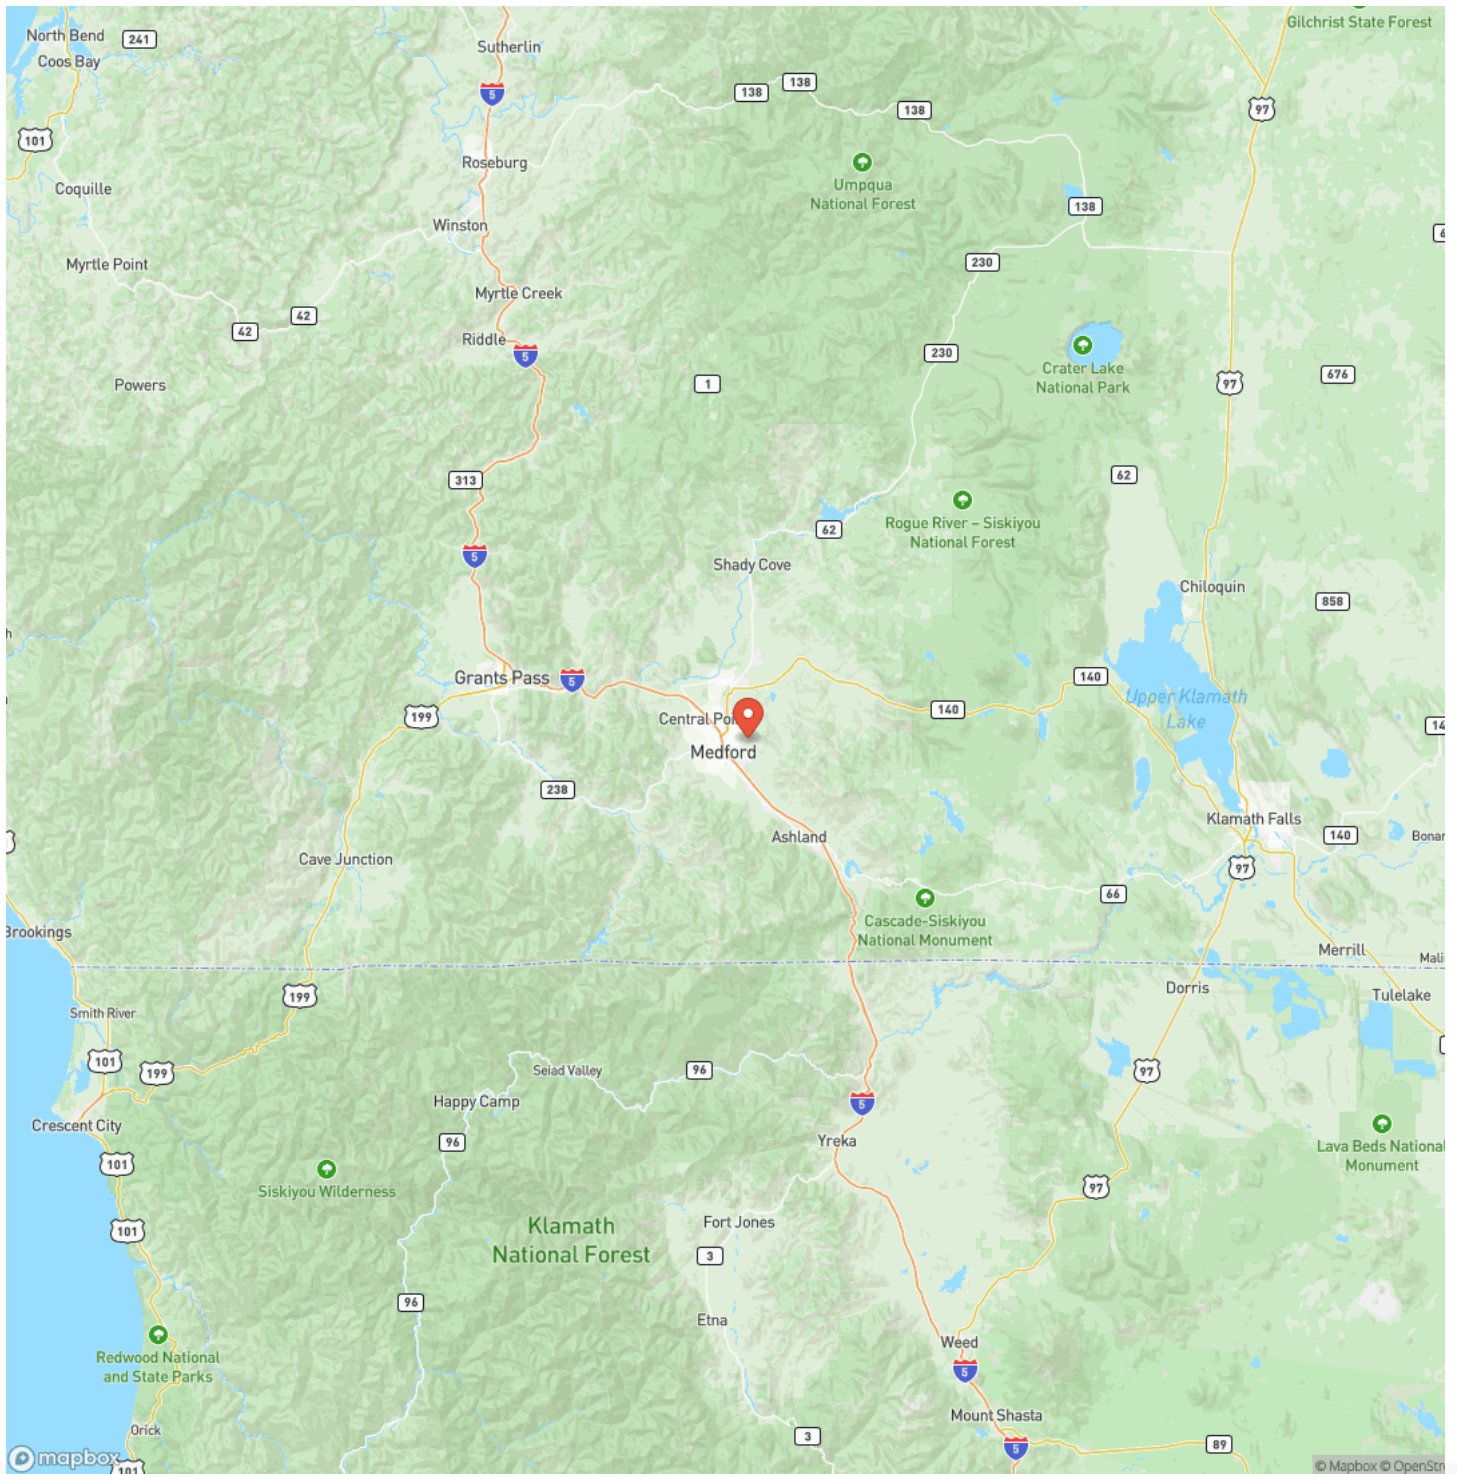 Gilchrist State Forest
North Bend
241
Sutherlin
Coos Bay
138
138
5
97
138
101
Roseburg
Umpqua
National Forest
Coquille
138
Winston
230
Myrtle Point
Myrtle Creek
42
42
Riddle
5
230
Crater Lake
National Park
676
97
1
Powers
62
313
Rogue River – Siskiyou
National Forest
62
5
Shady Cove
Chiloquin
858
Grants Pass
5
140
Upper Klamath
Lake
140
199
Central Poi
14
Medford
238
Klamath Falls
140
Bonar
Ashland
Cave Junction
97
66
Cascade-Siskiyou
National Monument
Brookings
Merrill
Mali
Dorris
Tulelake
199
Smith River
101
199
Seiad Valley
96
97
Happy Camp
5
Crescent City
Yreka
96
Lava Beds National
Monument
101
Siskiyou Wilderness
97
Fort Jones
Klamath
National Forest
101
3
96
Etna
Weed
Redwood National
and State Parks
5
Mount Shasta
Orick
3
89
5
mapbox
101
© Mapbox © OpenStre